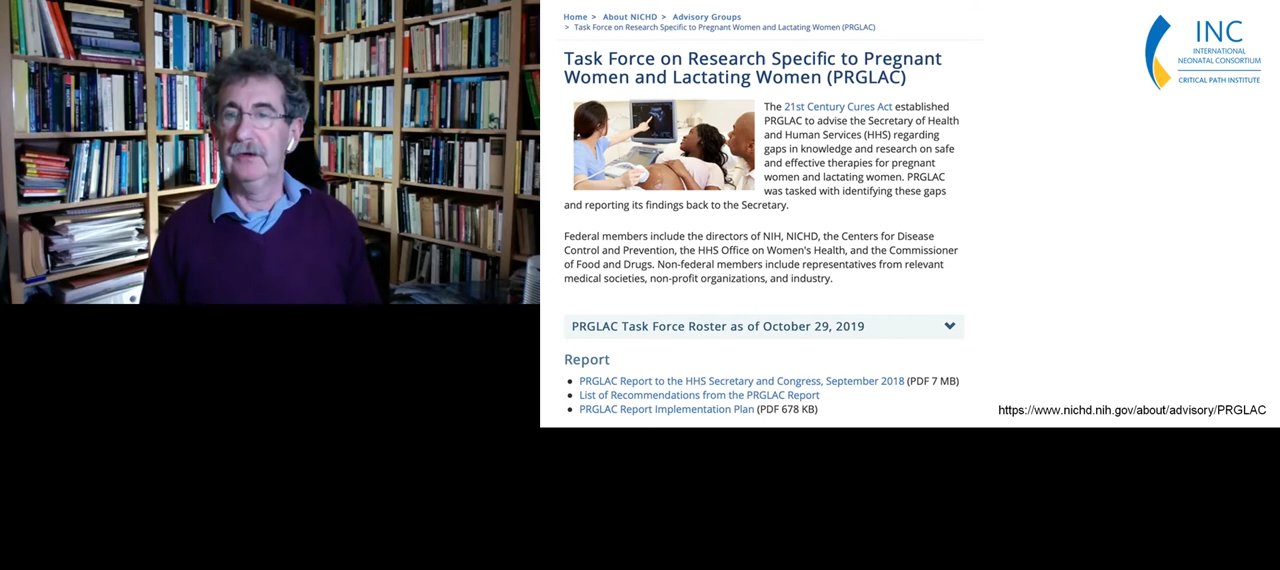 Home > About NICHD > Advisory Groups
> Task Force on Research Specific to Pregnant Women and Lactating Women (PRGLAC)
Task Force on Research Specific to Pregnant
Women and Lactating Women (PRGLAC)
The 21st Century Cures Act established
PRGLAC to advise the Secretary of Health
and Human Services (HHS) regarding
gaps in knowledge and research on safe
and effective therapies for pregnant
women and lactating women. PRGLAC
was tasked with identifying these gaps
and reporting its findings back to the Secretary.
Federal members include the directors of NIH, NICHD, the Centers for Disease
Control and Prevention, the HHS Office on Women's Health, and the Commissioner
of Food and Drugs. Non-federal members include representatives from relevant
medical societies, non-profit organizations, and industry.
PRGLAC Task Force Roster as of October 29, 2019
Report
• PRGLAC Report to the HHS Secretary and Congress, September 2018 (PDF 7 MB)
• List of Recommendations from the PRGLAC Report
• PRGLAC Report Implementation Plan (PDF 678 KB)
INC
INTERNATIONAL
NEONATAL CONSORTIUM
CRITICAL PATH INSTITUTE
https://www.nichd.nih.gov/about/advisory/PRGLAC